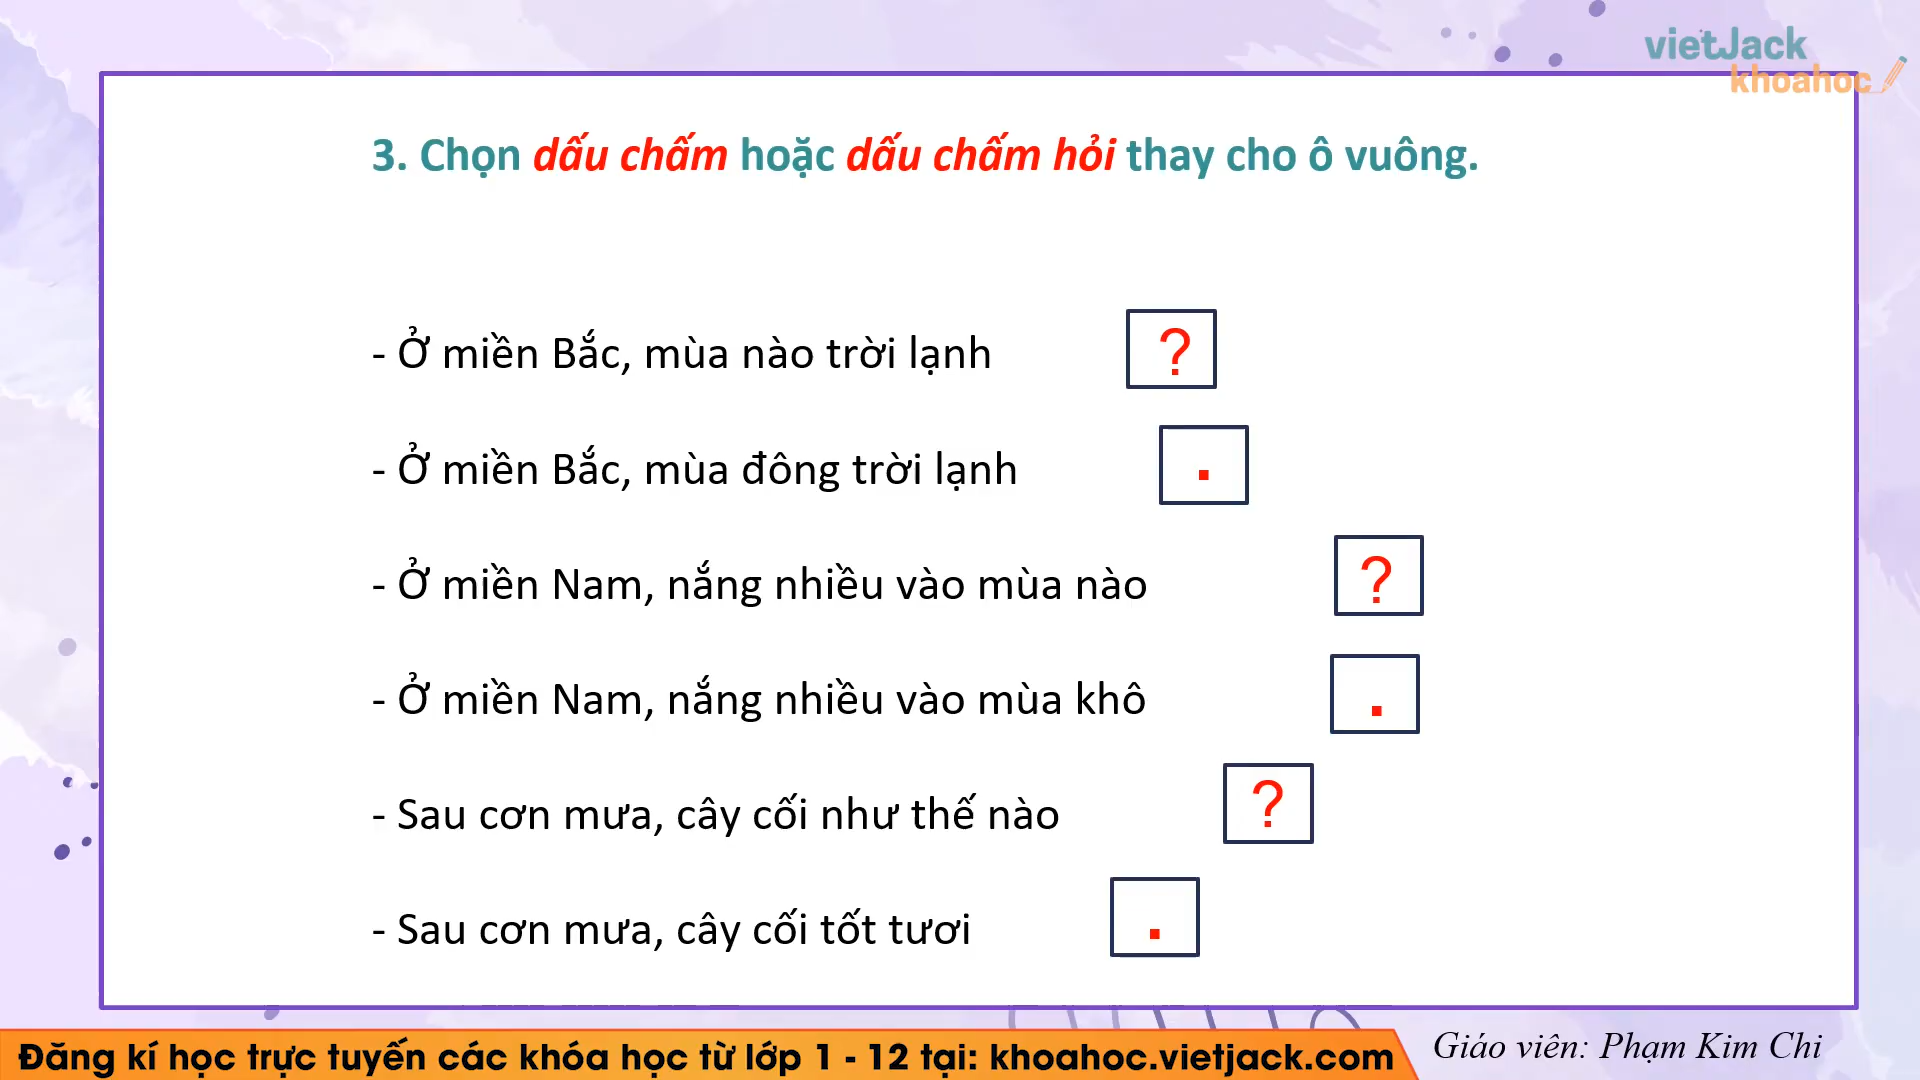 vietJack
khoahoc
3. Chọn dấu chấm hoặc dấu chấm hỏi thay cho ô vuông.
- Ở miền Bắc, mùa nào trời lạnh ?
- Ở miền Bắc, mùa đông trời lạnh .
- Ở miền Nam, nắng nhiều vào mùa nào ?
- Ở miền Nam, nắng nhiều vào mùa khô .
- Sau cơn mưa, cây cối như thế nào ?
- Sau cơn mưa, cây cối tốt tươi .
Đăng kí học trực tuyến các khóa học từ lớp 1 - 12 tại: khoahoc.vietjack.com
Giáo viên: Phạm Kim Chi